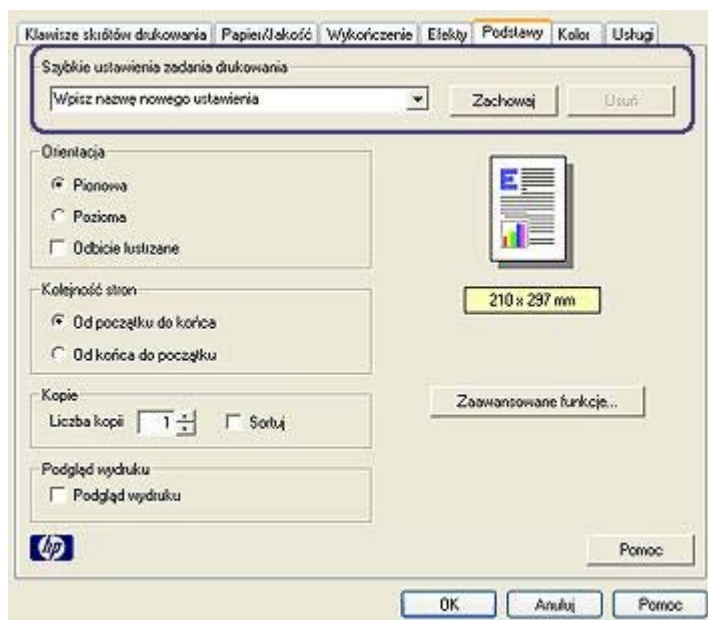 Klawisze skrótów drukowania Papier/Jakość Wykończenie Efekty Podstawy Kolor Usługi
Szybkie ustawienia zadania drukowania
Wpisz nazwę nowego ustawienia Zachowaj Usuń
Orientacja
Pionowa
Pozioma
Odbicie lustrzane
E
210 x 297 mm
Kolejność stron
Od początku do końca
Od końca do początku
Kopie
Liczba kopii 1 Sortuj
Zaawansowane funkcje...
Podgląd wydruku
Podgląd wydruku
hp
Pomoc
OK Anuluj Pomoc